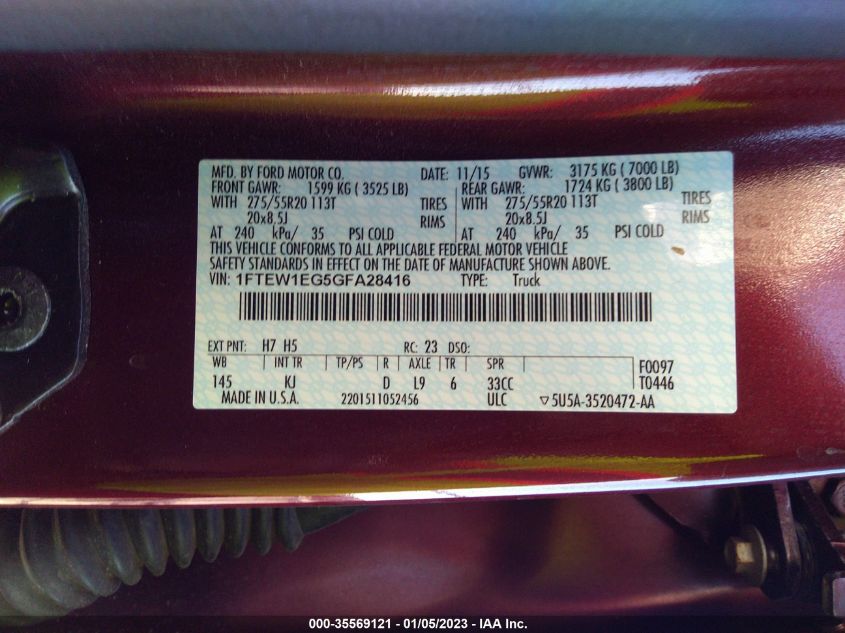 MFD. BY FORD MOTOR CO. DATE: 11/15 GVWR: 3175 KG ( 7000 LB)
FRONT GAWR: 1599 KG ( 3525 LB) REAR GAWR: 1724 KG ( 3800 LB)
WITH 275/55R20 113T TIRES WITH 275/55R20 113T TIRES
20x8.5J RIMS 20x8.5J RIMS
AT 240 kPa/ 35 PSI COLD AT 240 kPa/ 35 PSI COLD
THIS VEHICLE CONFORMS TO ALL APPLICABLE FEDERAL MOTOR VEHICLE
SAFETY STANDARDS IN EFFECT ON THE DATE OF MANUFACTURE SHOWN ABOVE.
VIN: 1FTEW1EG5GFA28416 TYPE: Truck
EXT PNT: H7 H5 RC: 23 DSO:
WB INT TR TP/PS R AXLE TR SPR F0097
145 KJ D L9 6 33CC T0446
MADE IN U.S.A. 2201511052456 ULC ▽5U5A-3520472-AA
000-35569121 - 01/05/2023 - IAA Inc.